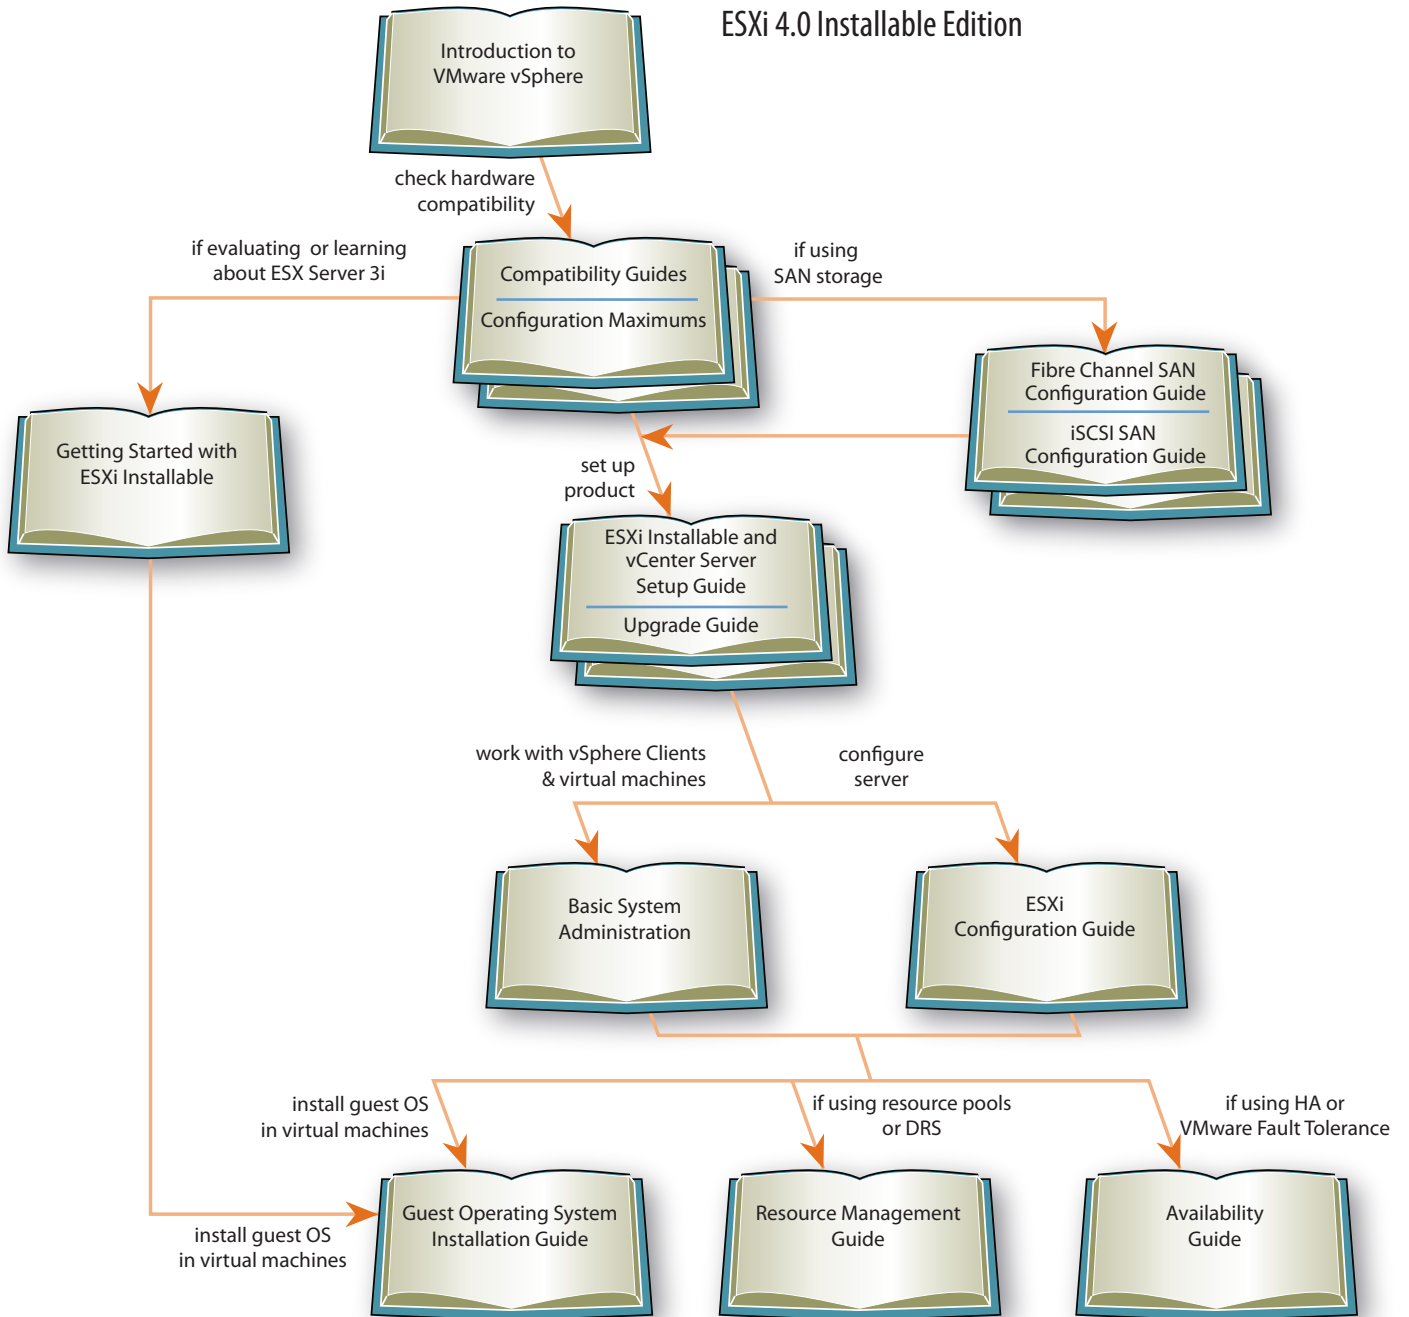 ESXi 4.0 Installable Edition
Introduction to
VMware vSphere
check hardware
compatibility
if evaluating  or learning
about ESX Server 3i
Compatibility Guides
Configuration Maximums
if using
SAN storage
Fibre Channel SAN
Configuration Guide
iSCSI SAN
Configuration Guide
Getting Started with
ESXi Installable
set up
product
ESXi Installable and
vCenter Server
Setup Guide
Upgrade Guide
work with vSphere Clients
& virtual machines
configure
server
Basic System
Administration
ESXi
Configuration Guide
install guest OS
in virtual machines
if using resource pools
or DRS
if using HA or
VMware Fault Tolerance
install guest OS
in virtual machines
Guest Operating System
Installation Guide
Resource Management
Guide
Availability
Guide